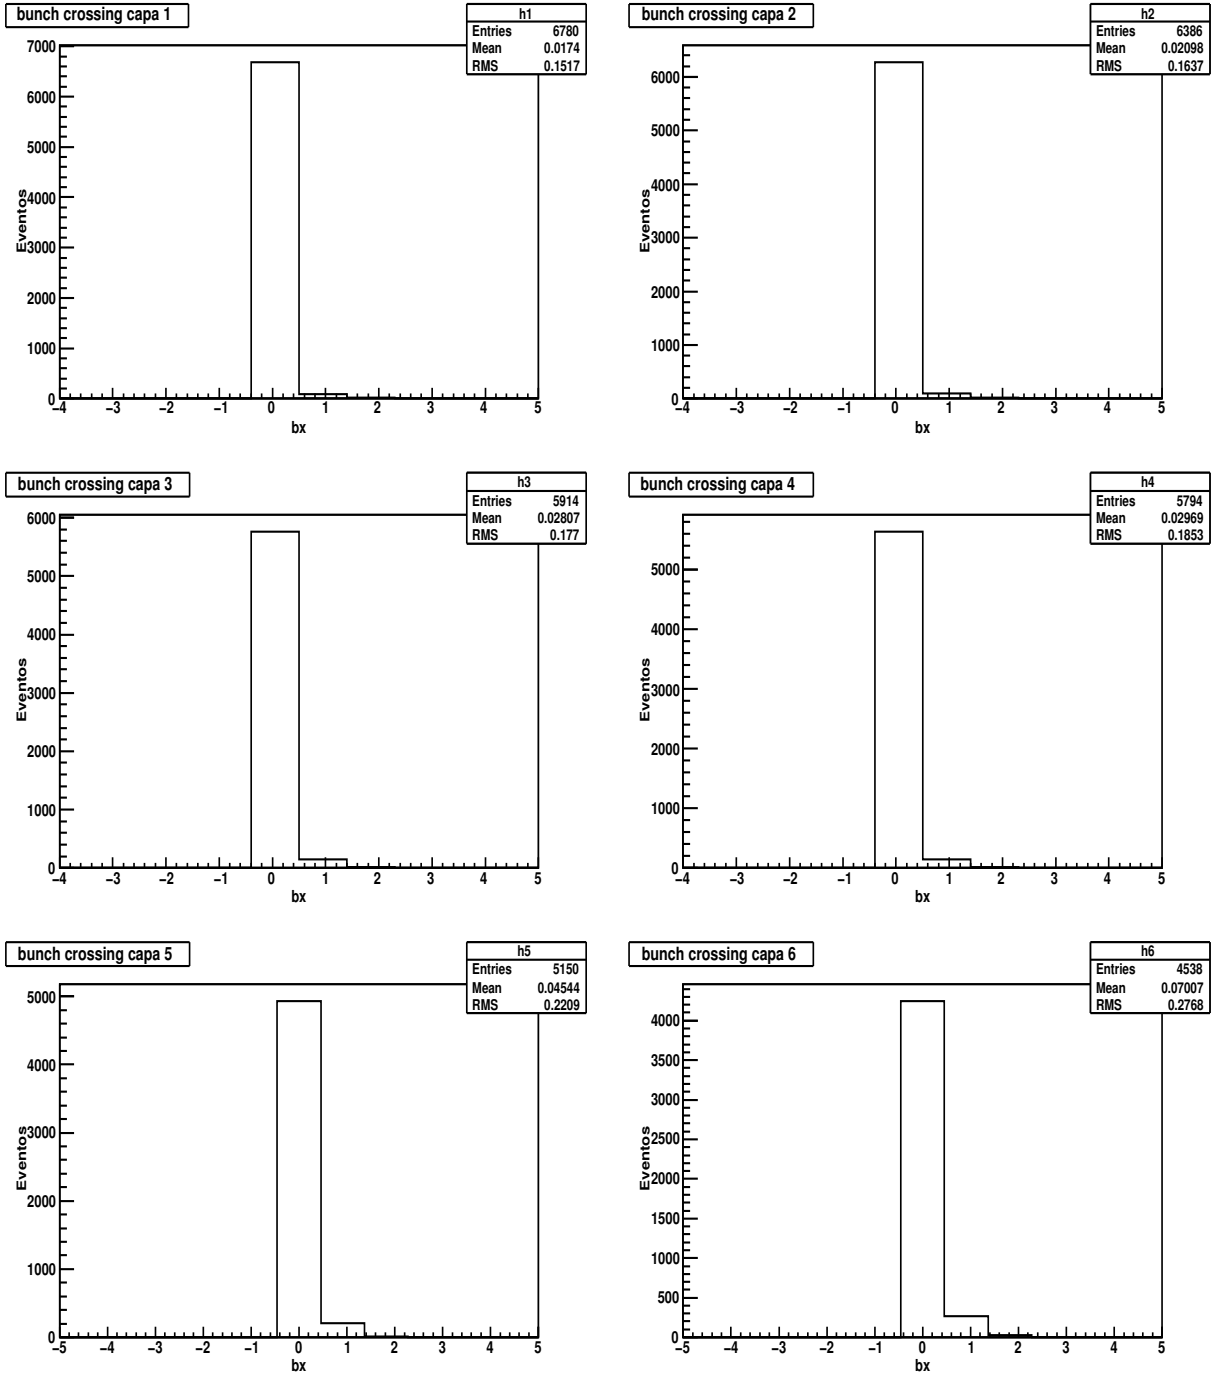 bunch crossing capa 1
h1
Entries 6780
Mean 0.0174
RMS 0.1517
7000
6000
5000
4000
3000
2000
1000
0
Eventos
−4 −3 −2 −1 0 1 2 3 4 5
bx
bunch crossing capa 2
h2
Entries 6386
Mean 0.02098
RMS 0.1637
6000
5000
4000
3000
2000
1000
0
Eventos
−4 −3 −2 −1 0 1 2 3 4 5
bx
bunch crossing capa 3
h3
Entries 5914
Mean 0.02807
RMS 0.177
6000
5000
4000
3000
2000
1000
0
Eventos
−4 −3 −2 −1 0 1 2 3 4 5
bx
bunch crossing capa 4
h4
Entries 5794
Mean 0.02969
RMS 0.1853
5000
4000
3000
2000
1000
0
Eventos
−4 −3 −2 −1 0 1 2 3 4 5
bx
bunch crossing capa 5
h5
Entries 5150
Mean 0.04544
RMS 0.2209
5000
4000
3000
2000
1000
0
Eventos
−5 −4 −3 −2 −1 0 1 2 3 4 5
bx
bunch crossing capa 6
h6
Entries 4538
Mean 0.07007
RMS 0.2768
4000
3500
3000
2500
2000
1500
1000
500
0
Eventos
−5 −4 −3 −2 −1 0 1 2 3 4 5
bx